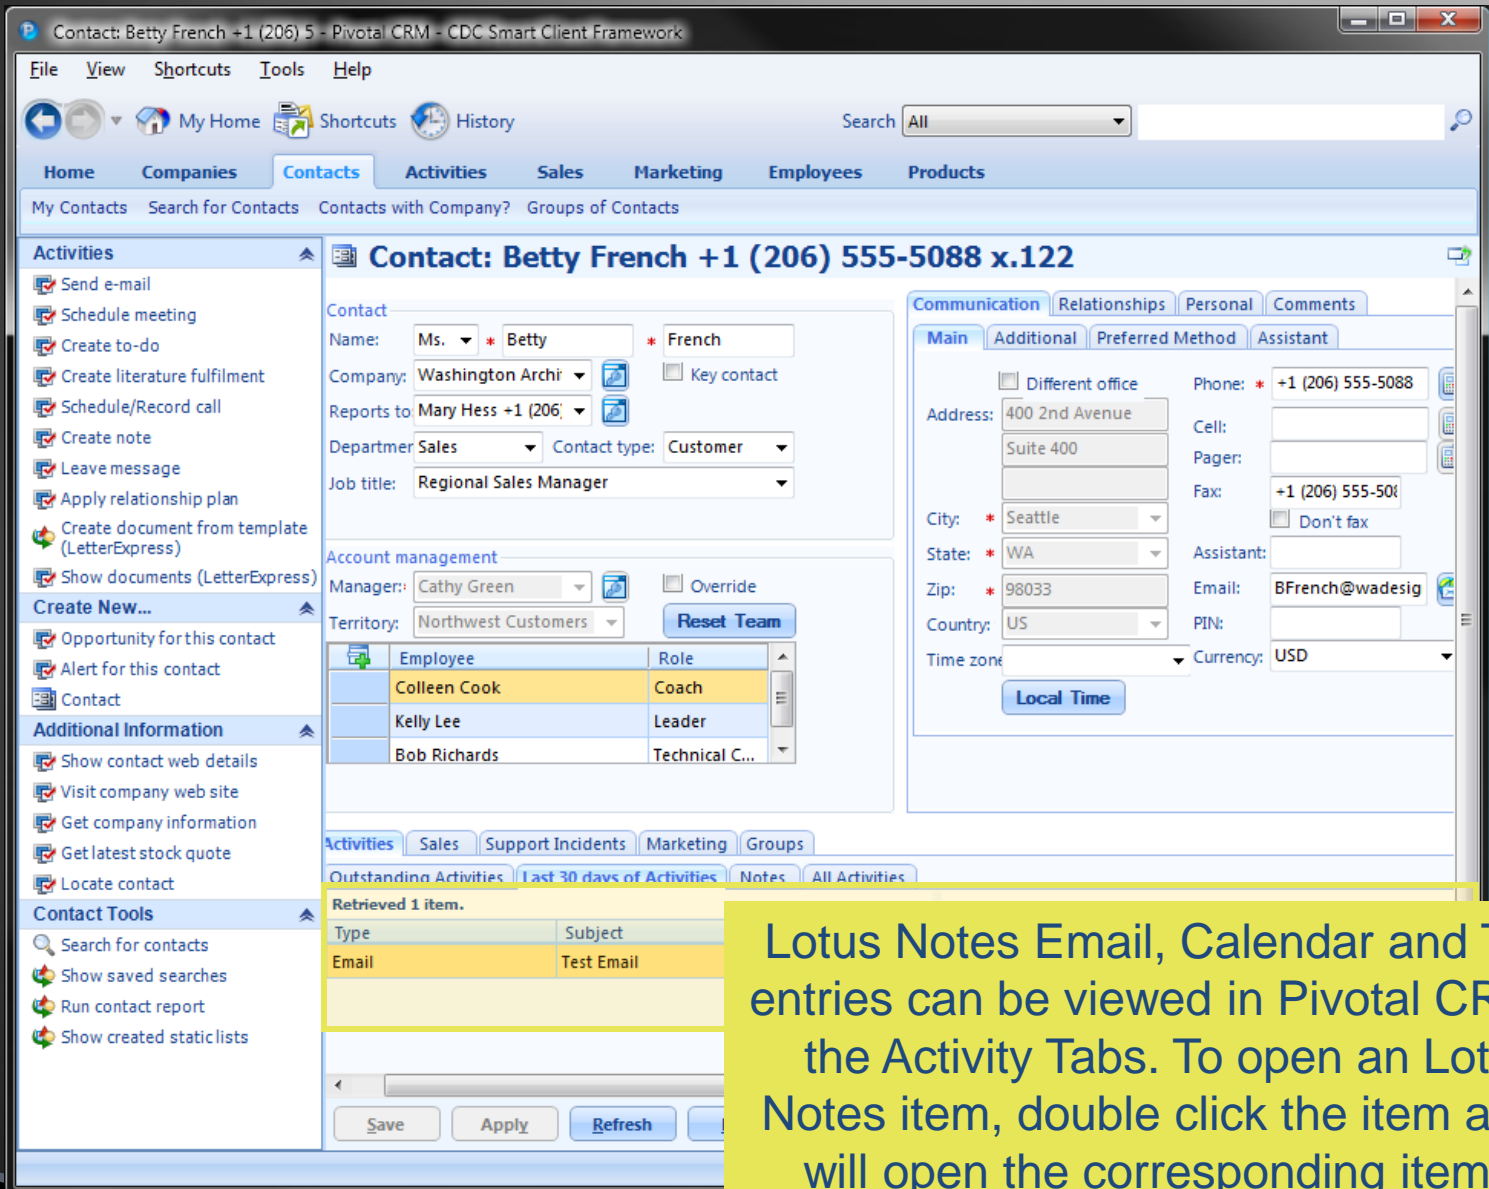 Contact: Betty French +1 (206) 5 - Pivotal CRM - CDC Smart Client Framework
File View Shortcuts Tools Help
My Home Shortcuts History Search All
Home Companies Contacts Activities Sales Marketing Employees Products
My Contacts Search for Contacts Contacts with Company? Groups of Contacts
Activities
Send e-mail
Schedule meeting
Create to-do
Create literature fulfilment
Schedule/Record call
Create note
Leave message
Apply relationship plan
Create document from template
(LetterExpress)
Show documents (LetterExpress)
Create New...
Opportunity for this contact
Alert for this contact
Contact
Additional Information
Show contact web details
Visit company web site
Get company information
Get latest stock quote
Locate contact
Contact Tools
Search for contacts
Show saved searches
Run contact report
Show created static lists
Contact: Betty French +1 (206) 555-5088 x.122
Contact
Name: Ms. * Betty * French
Company: Washington Archi Key contact
Reports to: Mary Hess +1 (206)
Departmen Sales Contact type: Customer
Job title: Regional Sales Manager
Account management
Manager: Cathy Green Override
Territory: Northwest Customers Reset Team
Employee Role
Colleen Cook Coach
Kelly Lee Leader
Bob Richards Technical C...
Communication Relationships Personal Comments
Main Additional Preferred Method Assistant
Different office Phone: * +1 (206) 555-5088
Address: 400 2nd Avenue Cell:
Suite 400 Pager:
Fax: +1 (206) 555-508
City: * Seattle Don't fax
State: * WA Assistant:
Zip: * 98033 Email: BFrench@wadesig
Country: US PIN:
Time zone Currency: USD
Local Time
Activities Sales Support Incidents Marketing Groups
Outstanding Activities Last 30 days of Activities Notes All Activities
Retrieved 1 item.
Type Subject
Email Test Email
Save Apply Refresh
Lotus Notes Email, Calendar and T
entries can be viewed in Pivotal CR
the Activity Tabs. To open an Lot
Notes item, double click the item a
will open the corresponding item